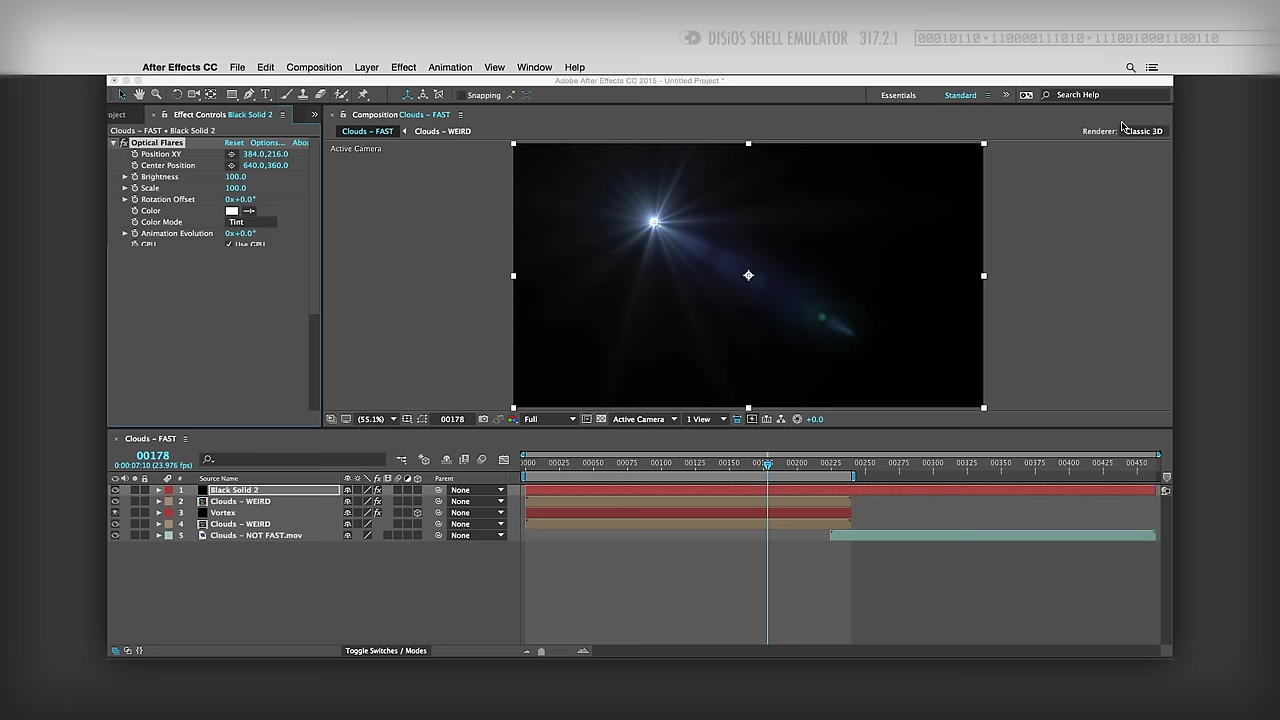 DISiOS SHELL EMULATOR 317.2.1 00010110•110000111010•1110010001100110
After Effects CC File Edit Composition Layer Effect Animation View Window Help
Adobe After Effects CC 2015 - Untitled Project *
Snapping Essentials Standard Search Help
oject Effect Controls Black Solid 2
Composition Clouds – FAST
Clouds – FAST • Black Solid 2
Clouds – FAST Clouds – WEIRD
Renderer: Classic 3D
Optical Flares Reset Options... Abou
Active Camera
Position XY 384.0,216.0
Center Position 640.0,360.0
Brightness 100.0
Scale 100.0
Rotation Offset 0x+0.0°
Color
Color Mode Tint
Animation Evolution 0x+0.0°
GPU Use GPU
(55.1%) 00178 Full Active Camera 1 View +0.0
Clouds – FAST
00178
0:00:07:10 (23.976 fps)
0000 00025 00050 00075 00100 00125 00150 00200 00225 00250 00275 00300 00325 00350 00375 00400 00425 00450
# Source Name Parent
1 Black Solid 2 None
2 Clouds – WEIRD None
3 Vortex None
4 Clouds – WEIRD None
5 Clouds – NOT FAST.mov None
Toggle Switches / Modes